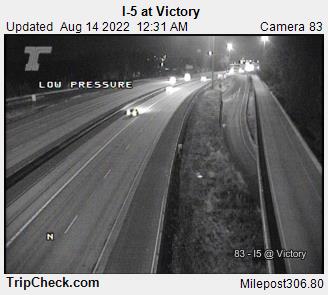 I-5 at Victory
Updated Aug 14 2022 12:31 AM Camera 83
T
LOW PRESSURE
N
83 - I5 @ Victory
TripCheck.com Milepost306.80